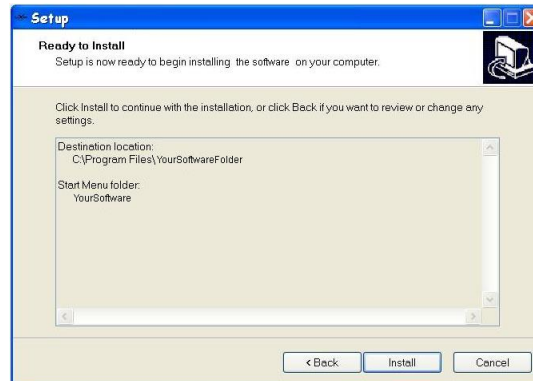 Setup
Ready to Install
Setup is now ready to begin installing the software on your computer.
Click Install to continue with the installation, or click Back if you want to review or change any
settings.
Destination location:
C:\Program Files\YourSoftwareFolder
Start Menu folder:
YourSoftware
< Back
Install
Cancel